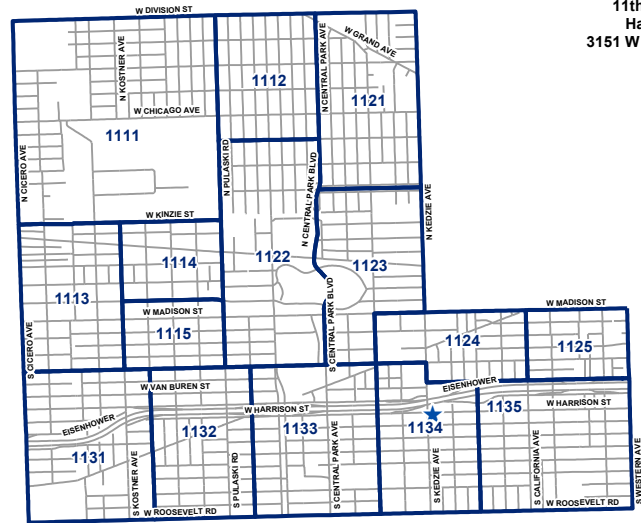 W DIVISION ST
11th
Ha
3151 W
N KOSTNER AVE
N CENTRAL PARK AVE
W GRAND AVE
1112
1121
W CHICAGO AVE
1111
N CICERO AVE
N PULASKI RD
N CENTRAL PARK BLVD
N KEDZIE AVE
W KINZIE ST
1114
1122
1123
1113
S CENTRAL PARK BLVD
W MADISON ST
W MADISON ST
1115
1124
1125
S CICERO AVE
W VAN BUREN ST
EISENHOWER
W HARRISON ST
1135
W HARRISON ST
EISENHOWER
1132
1133
1134
1131
S KOSTNER AVE
S PULASKI RD
S CENTRAL PARK AVE
S KEDZIE AVE
S CALIFORNIA AVE
S WESTERN AVE
W ROOSEVELT RD
W ROOSEVELT RD